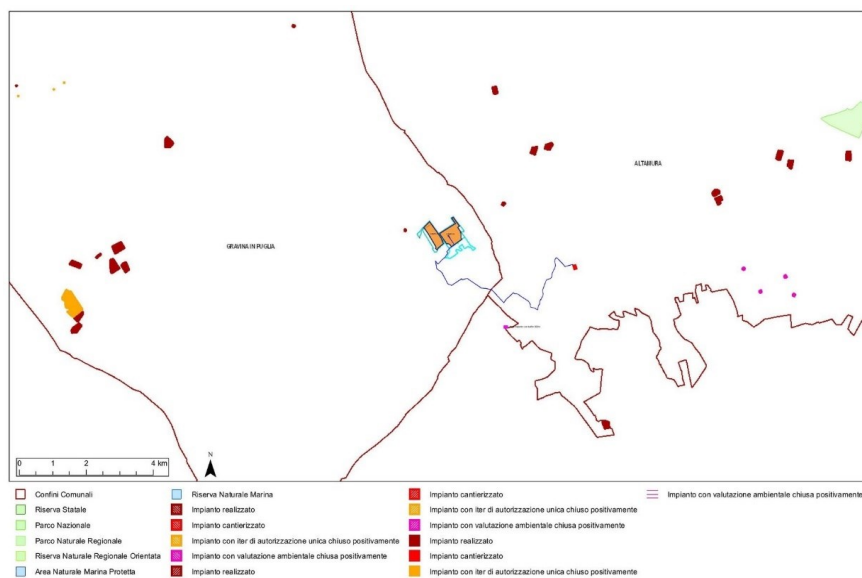 ALTAMURA
GRAVINA IN PUGLIA
0 1 2 4 km
N
Confini Comunali
Riserva Statale
Parco Nazionale
Parco Naturale Regionale
Riserva Naturale Regionale Orientata
Area Naturale Marina Protetta
Riserva Naturale Marina
Impianto realizzato
Impianto cantierizzato
Impianto con iter di autorizzazione unica chiuso positivamente
Impianto con valutazione ambientale chiusa positivamente
Impianto realizzato
Impianto cantierizzato
Impianto con iter di autorizzazione unica chiuso positivamente
Impianto con valutazione ambientale chiusa positivamente
Impianto realizzato
Impianto cantierizzato
Impianto con iter di autorizzazione unica chiuso positivamente
Impianto con valutazione ambientale chiusa positivamente